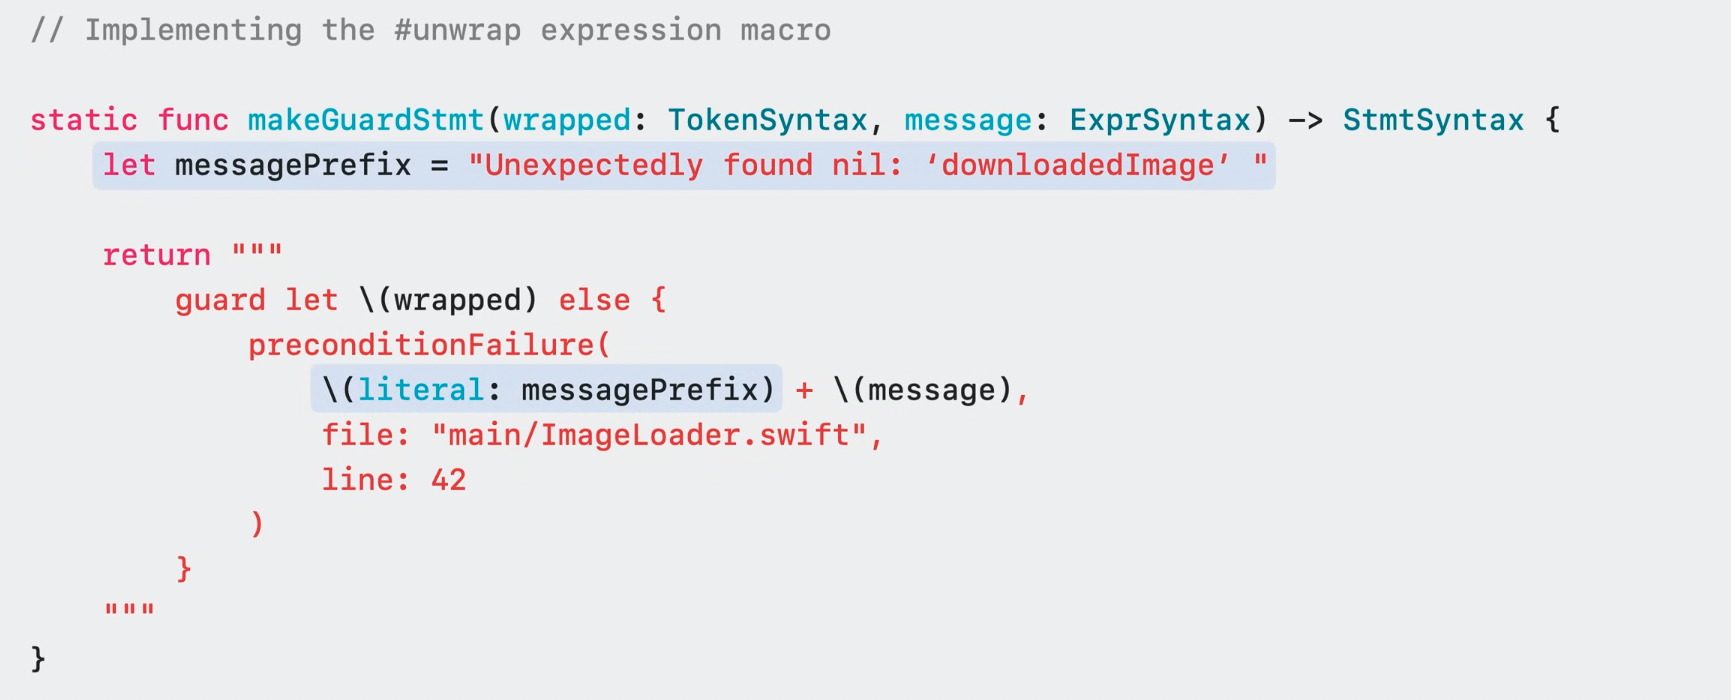 // Implementing the #unwrap expression macro
static func makeGuardStmt(wrapped: TokenSyntax, message: ExprSyntax) -> StmtSyntax {
let messagePrefix = "Unexpectedly found nil: ‘downloadedImage’ "
return """
guard let \(wrapped) else {
preconditionFailure(
\(literal: messagePrefix) + \(message),
file: "main/ImageLoader.swift",
line: 42
)
}
"""
}